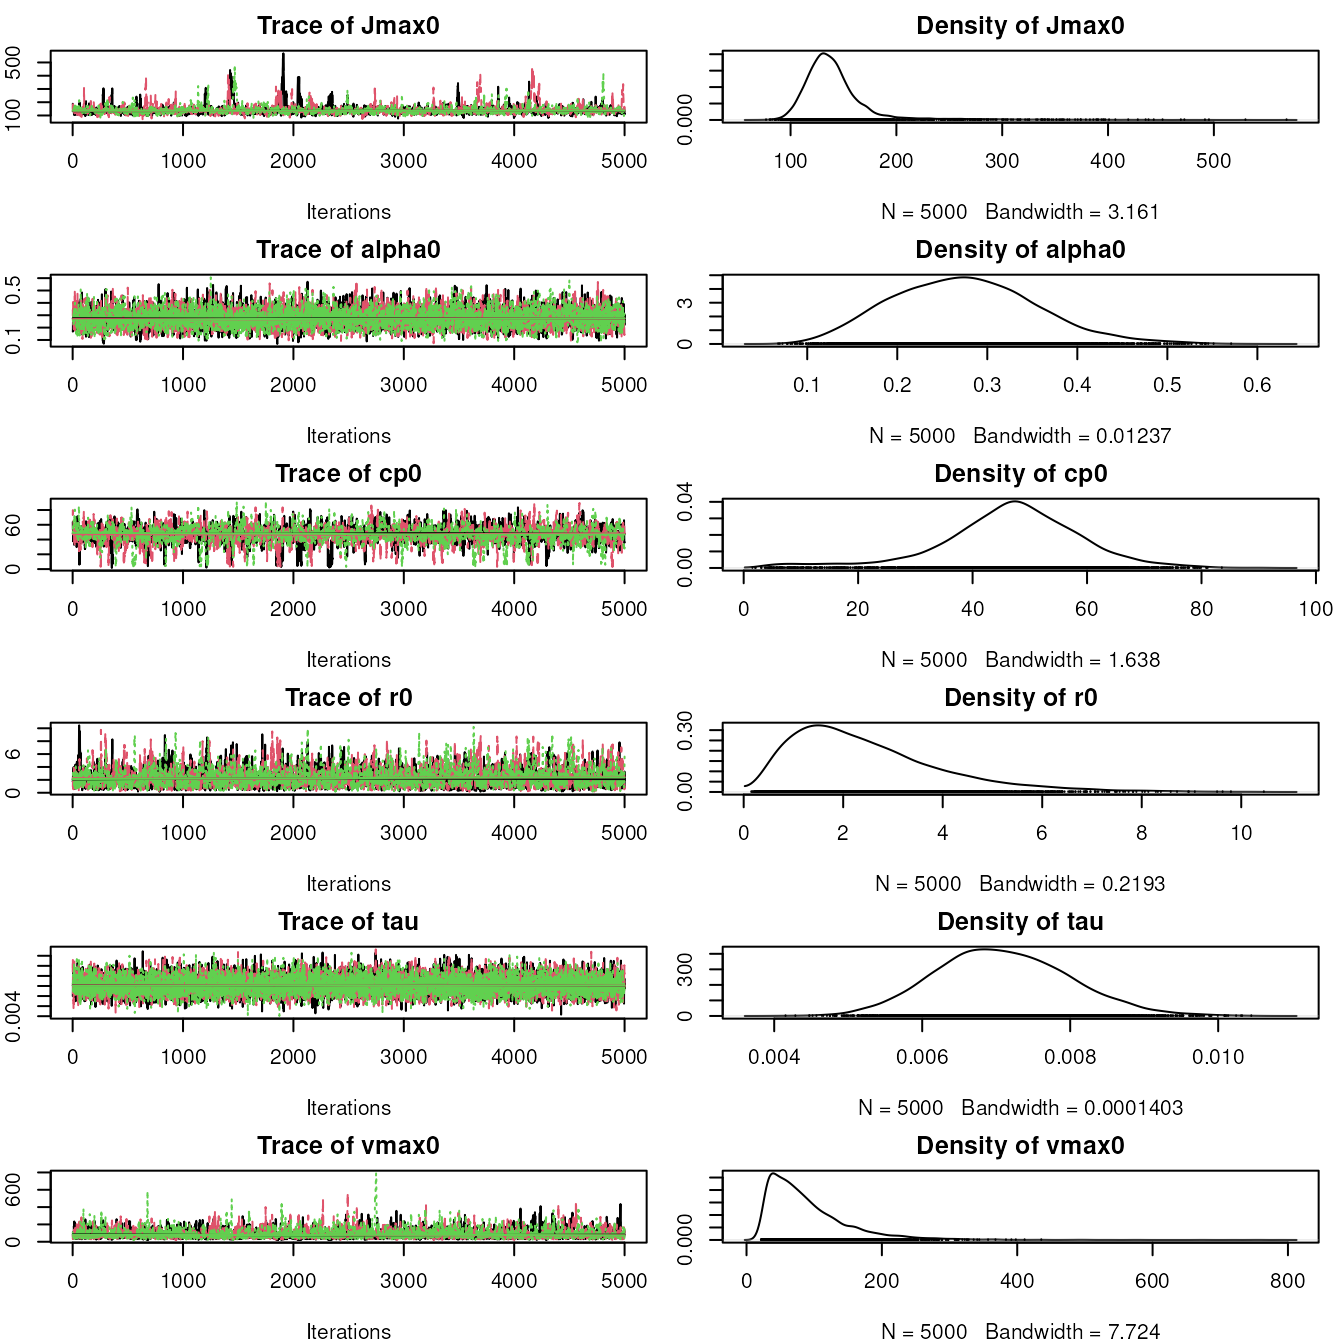 Trace of Jmax0
100 500
0 1000 2000 3000 4000 5000
Iterations
Density of Jmax0
0.000
100 200 300 400 500
N = 5000 Bandwidth = 3.161
Trace of alpha0
0.1 0.5
0 1000 2000 3000 4000 5000
Iterations
Density of alpha0
0 3
0.1 0.2 0.3 0.4 0.5 0.6
N = 5000 Bandwidth = 0.01237
Trace of cp0
0 60
0 1000 2000 3000 4000 5000
Iterations
Density of cp0
0.00 0.04
0 20 40 60 80 100
N = 5000 Bandwidth = 1.638
Trace of r0
0 6
0 1000 2000 3000 4000 5000
Iterations
Density of r0
0.00 0.30
0 2 4 6 8 10
N = 5000 Bandwidth = 0.2193
Trace of tau
0.004
0 1000 2000 3000 4000 5000
Iterations
Density of tau
0 300
0.004 0.006 0.008 0.010
N = 5000 Bandwidth = 0.0001403
Trace of vmax0
0 600
0 1000 2000 3000 4000 5000
Iterations
Density of vmax0
0.000
0 200 400 600 800
N = 5000 Bandwidth = 7.724